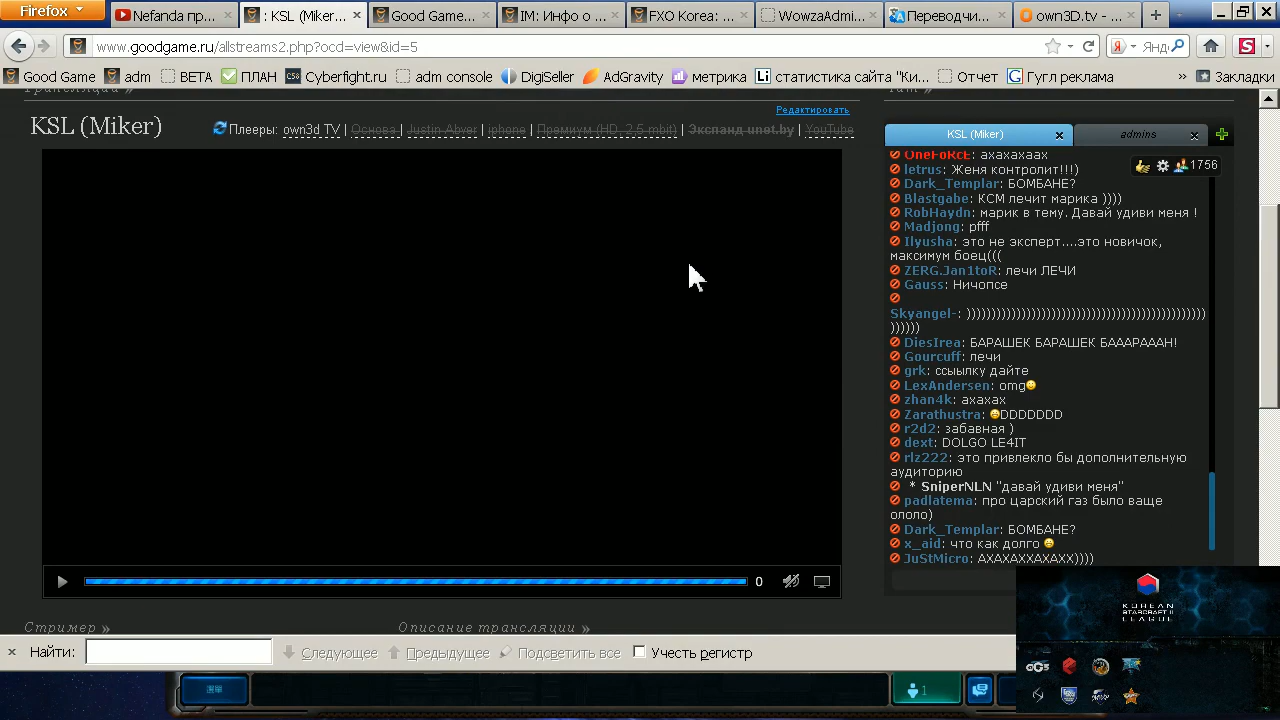 Firefox
Nefanda пр...
: KSL (Miker...
Good Game...
IM: Инфо о ...
FXO Korea: ...
WowzaAdmi...
Переводчи...
own3D.tv - ...
www.goodgame.ru/allstreams2.php?ocd=view&id=5
Янд
Good Game
adm
BETA
ПЛАН
Cyberfight.ru
adm console
DigiSeller
AdGravity
метрика
статистика сайта "Ки...
Отчет
Гугл реклама
Закладки
Трансляции »
Чат »
Редактировать
KSL (Miker)
Плееры: own3d TV | Основа | Justin Abver | iphone | Премиум (HD, 2,5 mbit) | Экспанд unet.by | YouTube
KSL (Miker)
admins
1756
OneFoRcE: ахахахаах
letrus: Женя контролит!!!)
Dark_Templar: БОМБАНЕ?
Blastgabe: КСМ лечит марика ))))
RobHaydn: марик в тему. Давай удиви меня !
Madjong: pfff
Ilyusha: это не эксперт....это новичок,
максимум боец(((
ZERG.Jan1toR: лечи ЛЕЧИ
Gauss: Ничопсе
Skyangel-: ))))))))))))))))))))))))))))))))))))))))))))))))
))))))
DiesIrea: БАРАШЕК БАРАШЕК БАААРАААН!
Gourcuff: лечи
grk: ссыылку дайте
LexAndersen: omg
zhan4k: ахахах
Zarathustra: DDDDDDD
r2d2: забавная )
dext: DOLGO LE4IT
rlz222: это привлекло бы дополнительную
аудиторию
* SniperNLN "давай удиви меня"
padlatema: про царский газ было ваще
ололо)
Dark_Templar: БОМБАНЕ?
x_aid: что как долго
JuStMicro: АХАХАХХАХАХХ))))
0
Стример »
Описание трансляции »
KOREAN
STARCRAFT II
LEAGUE
Найти:
Следующее
Предыдущее
Подсветить все
Учесть регистр
1